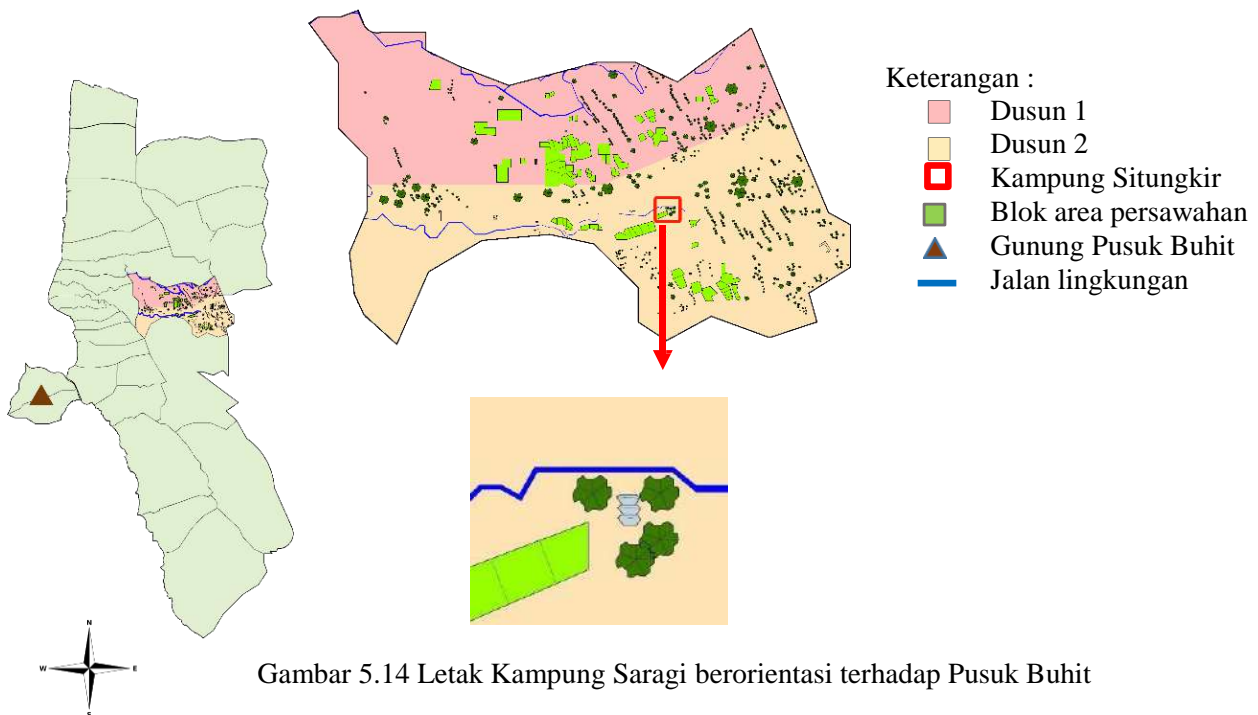 Keterangan :
Dusun 1
Dusun 2
Kampung Situngkir
Blok area persawahan
Gunung Pusuk Buhit
Jalan lingkungan
1
N
W E
S
Gambar 5.14 Letak Kampung Saragi berorientasi terhadap Pusuk Buhit